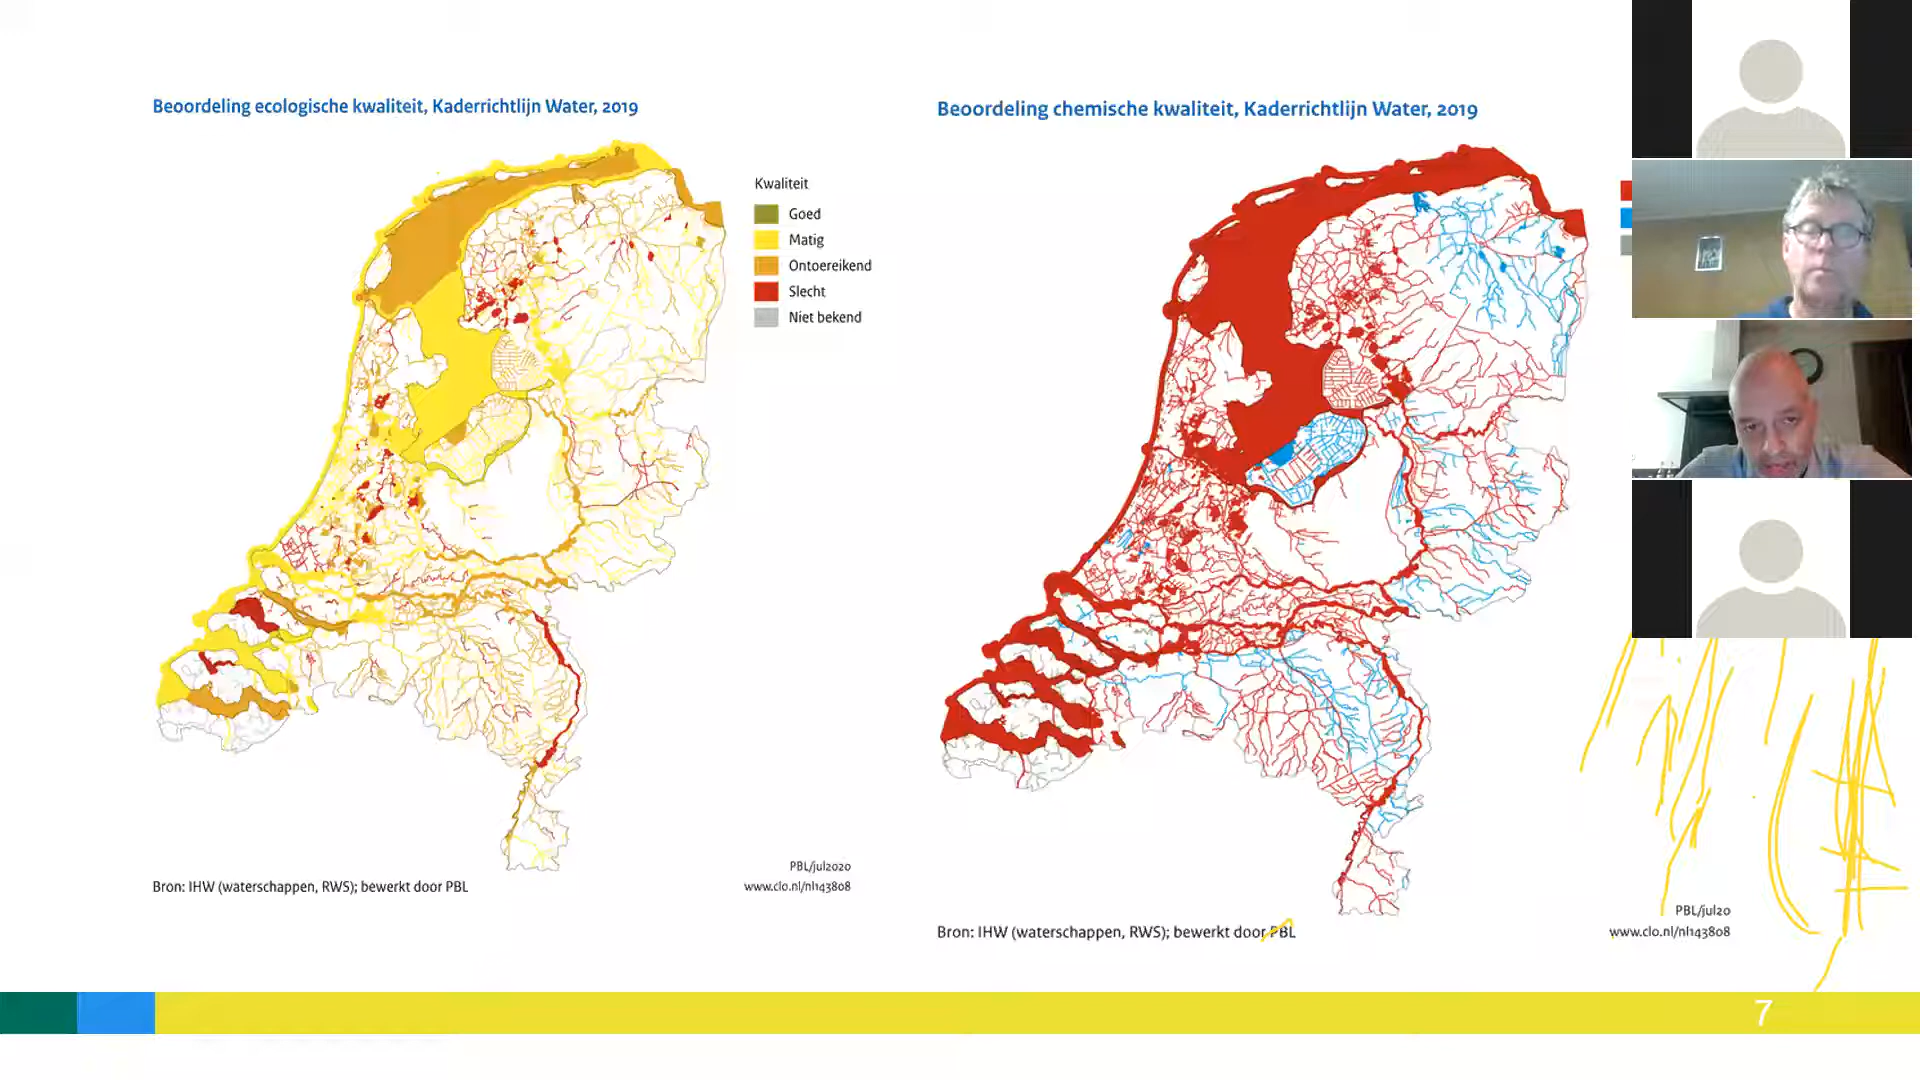 Beoordeling ecologische kwaliteit, Kaderrichtlijn Water, 2019
Kwaliteit
Goed
Matig
Ontoereikend
Slecht
Niet bekend
PBL/jul2020
Bron: IHW (waterschappen, RWS); bewerkt door PBL
www.clo.nl/nl143808
Beoordeling chemische kwaliteit, Kaderrichtlijn Water, 2019
PBL/jul20
Bron: IHW (waterschappen, RWS); bewerkt door PBL
www.clo.nl/nl143808
7